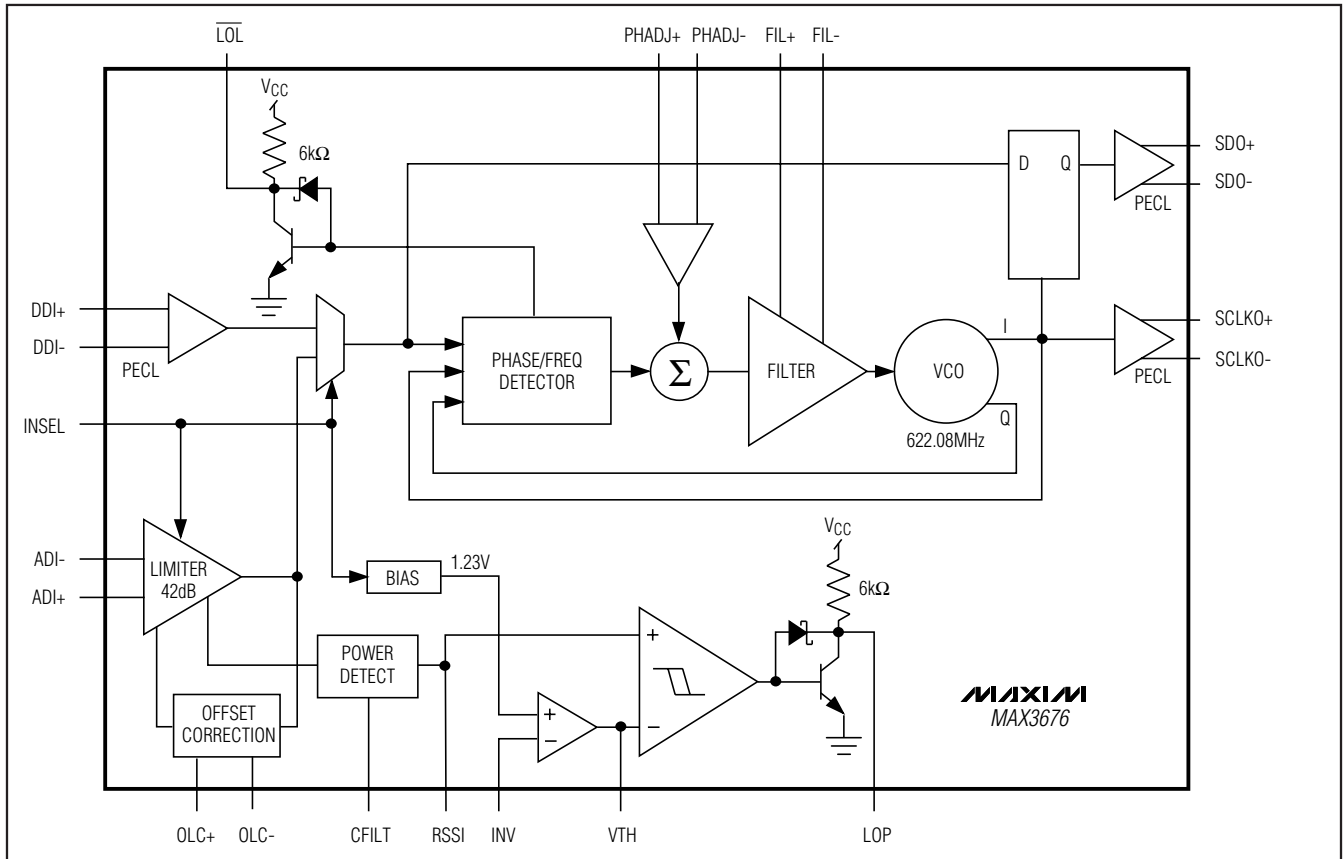 LOL
PHADJ+ PHADJ- FIL+ FIL-
VCC
6kΩ
SDO+
SDO-
D Q
PECL
DDI+
DDI-
PECL
PHASE/FREQ
DETECTOR
Σ
FILTER
VCO
I
Q
622.08MHz
SCLKO+
SCLKO-
PECL
INSEL
ADI-
ADI+
LIMITER
42dB
BIAS
1.23V
VCC
6kΩ
POWER
DETECT
OFFSET
CORRECTION
+
-
+
-
MAXIM
MAX3676
OLC+ OLC- CFILT RSSI INV VTH LOP